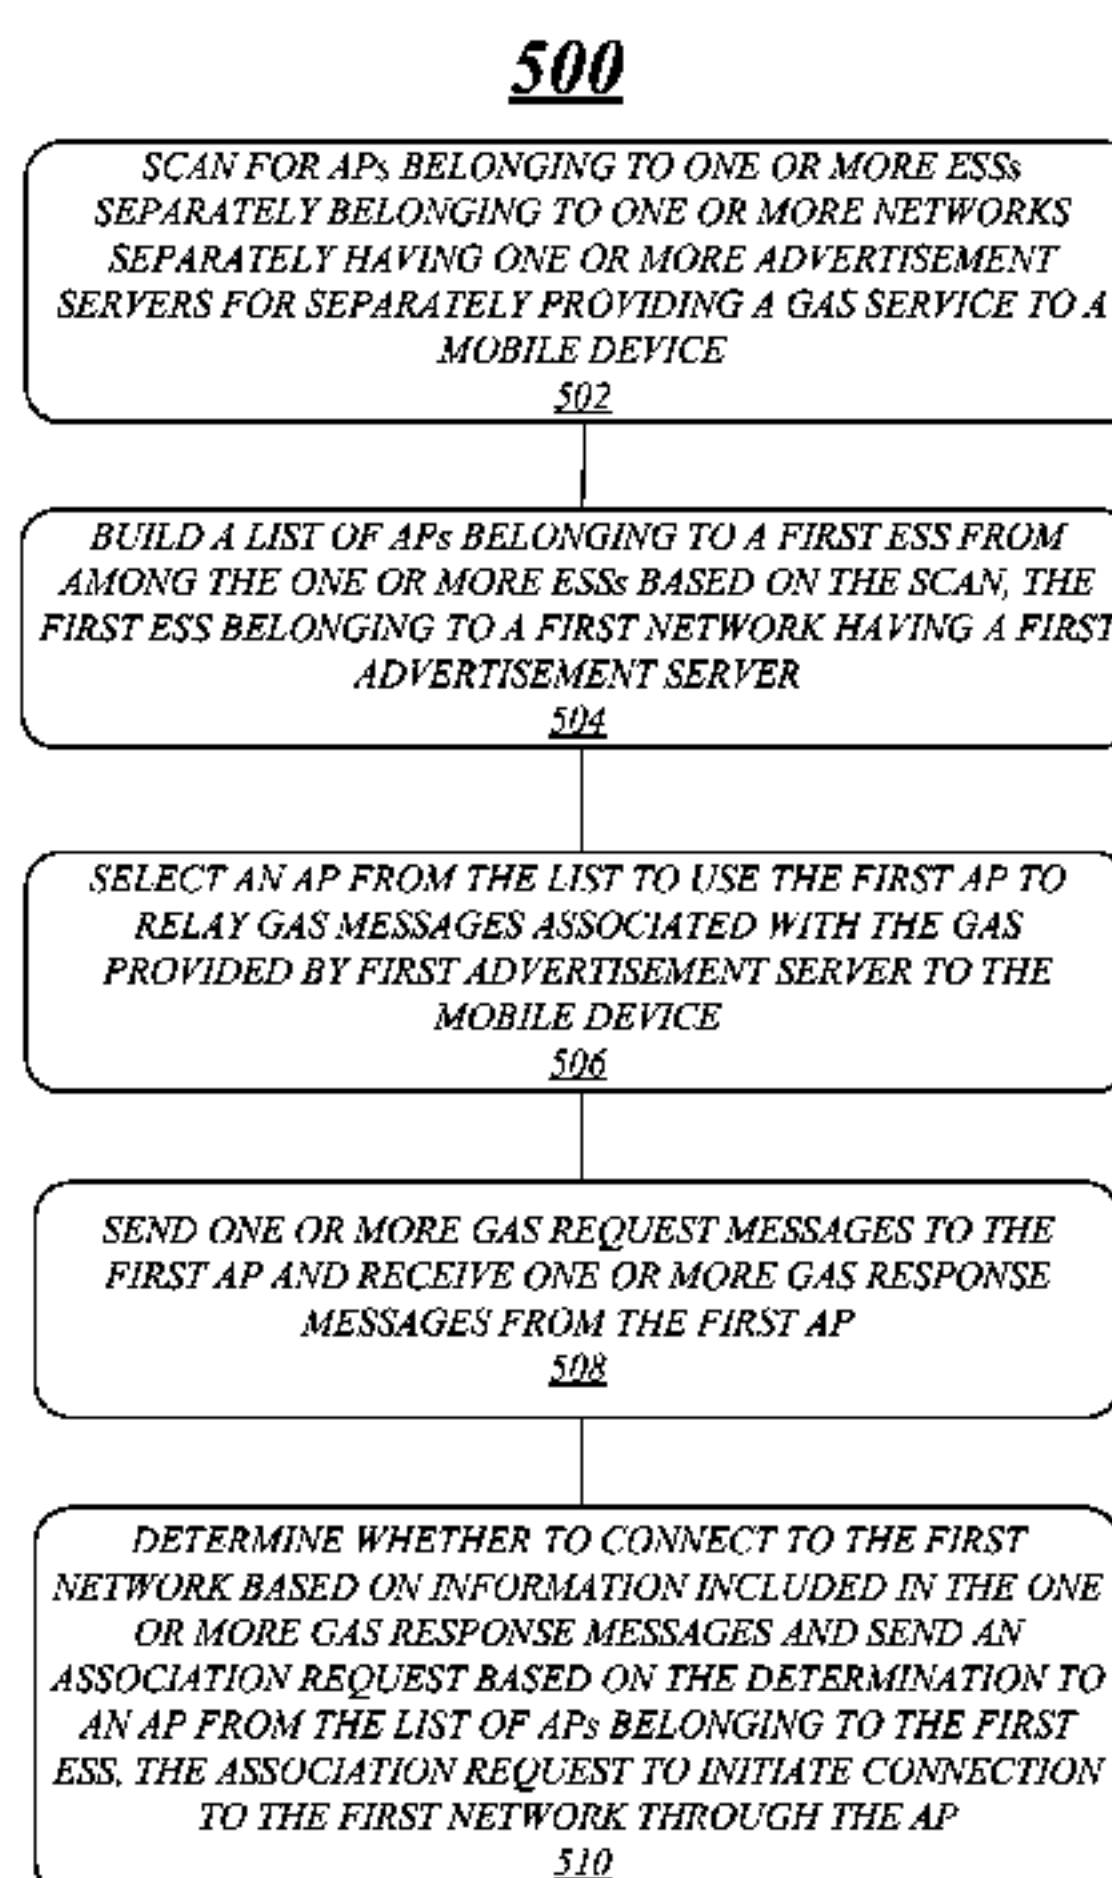 500
SCAN FOR APs BELONGING TO ONE OR MORE ESSs
SEPARATELY BELONGING TO ONE OR MORE NETWORKS
SEPARATELY HAVING ONE OR MORE ADVERTISEMENT
SERVERS FOR SEPARATELY PROVIDING A GAS SERVICE TO A
MOBILE DEVICE
502
BUILD A LIST OF APs BELONGING TO A FIRST ESS FROM
AMONG THE ONE OR MORE ESSs BASED ON THE SCAN, THE
FIRST ESS BELONGING TO A FIRST NETWORK HAVING A FIRST
ADVERTISEMENT SERVER
504
SELECT AN AP FROM THE LIST TO USE THE FIRST AP TO
RELAY GAS MESSAGES ASSOCIATED WITH THE GAS
PROVIDED BY FIRST ADVERTISEMENT SERVER TO THE
MOBILE DEVICE
506
SEND ONE OR MORE GAS REQUEST MESSAGES TO THE
FIRST AP AND RECEIVE ONE OR MORE GAS RESPONSE
MESSAGES FROM THE FIRST AP
508
DETERMINE WHETHER TO CONNECT TO THE FIRST
NETWORK BASED ON INFORMATION INCLUDED IN THE ONE
OR MORE GAS RESPONSE MESSAGES AND SEND AN
ASSOCIATION REQUEST BASED ON THE DETERMINATION TO
AN AP FROM THE LIST OF APs BELONGING TO THE FIRST
ESS, THE ASSOCIATION REQUEST TO INITIATE CONNECTION
TO THE FIRST NETWORK THROUGH THE AP
510